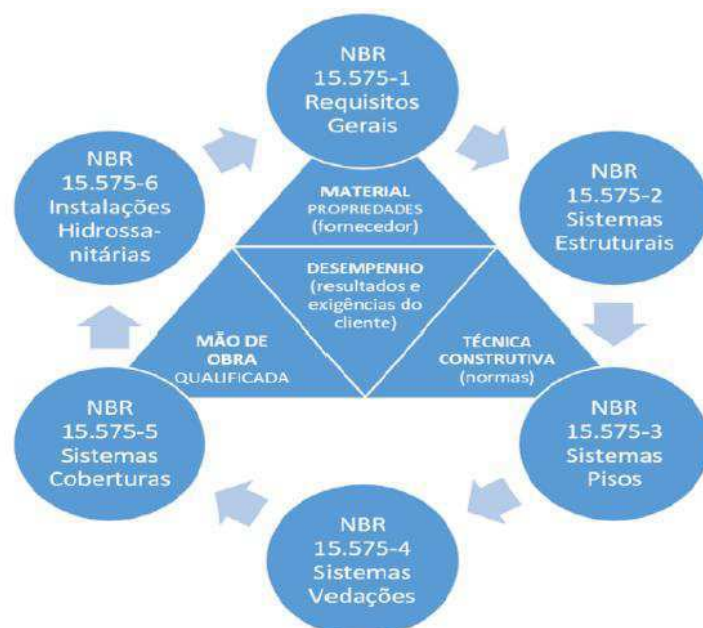 NBR
15.575-1
Requisitos
Gerais
NBR
15.575-2
Sistemas
Estruturais
NBR
15.575-3
Sistemas
Pisos
NBR
15.575-4
Sistemas
Vedações
NBR
15.575-5
Sistemas
Coberturas
NBR
15.575-6
Instalações
Hidrossa-
nitárias
MATERIAL
PROPRIEDADES
(fornecedor)
DESEMPENHO
(resultados e
exigências do
cliente)
MÃO DE
OBRA
QUALIFICADA
TÉCNICA
CONSTRUTIVA
(normas)